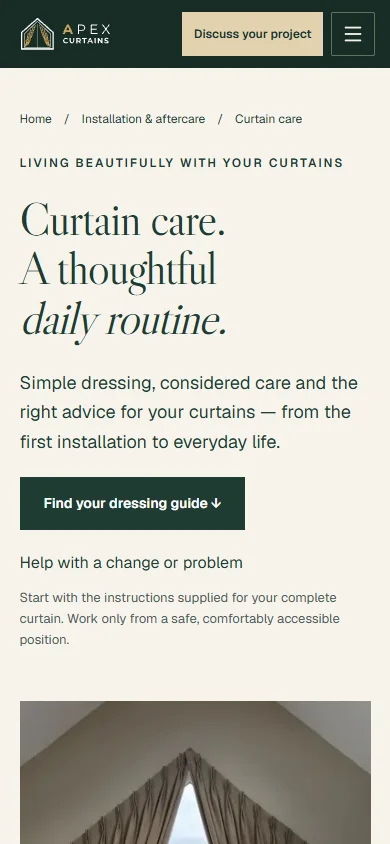 APEX
CURTAINS
Discuss your project
Home / Installation & aftercare / Curtain care
LIVING BEAUTIFULLY WITH YOUR CURTAINS
Curtain care.
A thoughtful
daily routine.
Simple dressing, considered care and the
right advice for your curtains — from the
first installation to everyday life.
Find your dressing guide ↓
Help with a change or problem
Start with the instructions supplied for your complete
curtain. Work only from a safe, comfortably accessible
position.